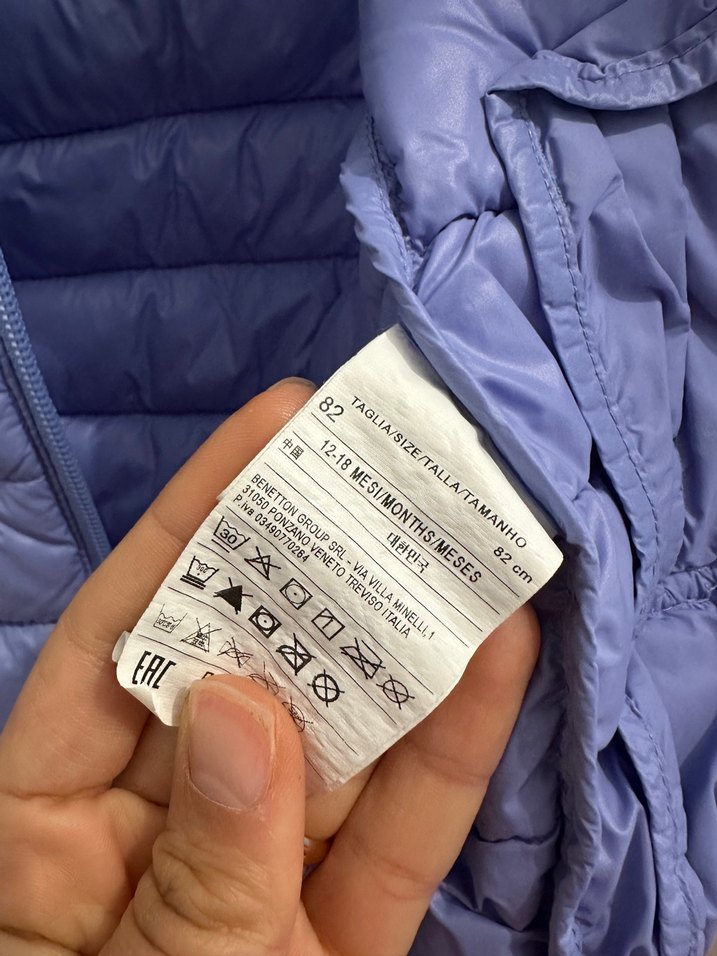 TAGLIA/SIZE/TALLA/TAMANHO
82
82 cm
12-18 MESI/MONTHS/MESES
中国
대한민국
BENETTON GROUP SRL - VIA VILLA MINELLI,1
31050 PONZANO VENETO TREVISO ITALIA
P.iva 03490770264
30
EAC